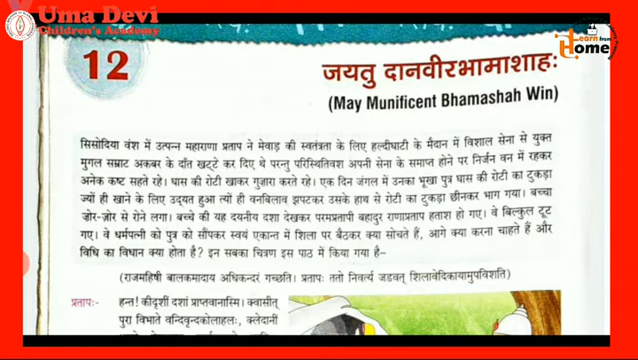 Uma Devi
Children's Academy
Learn from
Home
12
जयतु दानवीरभामाशाहः
(May Munificent Bhamashah Win)
सिसोदिया वंश में उत्पन्न महाराणा प्रताप ने मेवाड़ की स्वतंत्रता के लिए हल्दीघाटी के मैदान में विशाल सेना से युक्त
मुगल सम्राट अकबर के दाँत खट्टे कर दिए थे परन्तु परिस्थितिवश अपनी सेना के समाप्त होने पर निर्जन वन में रहकर
अनेक कष्ट सहते रहे। घास की रोटी खाकर गुज़ारा करते रहे। एक दिन जंगल में उनका भूखा पुत्र घास की रोटी का टुकड़ा
ज्यों ही खाने के लिए उद्यत हुआ त्यों ही वनबिलाव झपटकर उसके हाथ से रोटी का टुकड़ा छीनकर भाग गया। बच्चा
ज़ोर-ज़ोर से रोने लगा। बच्चे की यह दयनीय दशा देखकर परमप्रतापी बहादुर राणाप्रताप हताश हो गए। वे बिल्कुल टूट
गए। वे धर्मपत्नी को पुत्र को सौंपकर स्वयं एकान्त में शिला पर बैठकर क्या सोचते हैं, आगे क्या करना चाहते हैं और
विधि का विधान क्या होता है? इन सबका चित्रण इस पाठ में किया गया है-
(राजमहिषी बालकमादाय अधिकन्दरं गच्छति। प्रतापः ततो निवर्त्य जडवत् शिलावेदिकायामुपविशति)
प्रतापः- हन्त! कीदृशीं दशां प्राप्तवानस्मि। क्वासीत्
पुरा विभाते वन्दिवृन्दकोलाहलः, क्लेदानीं